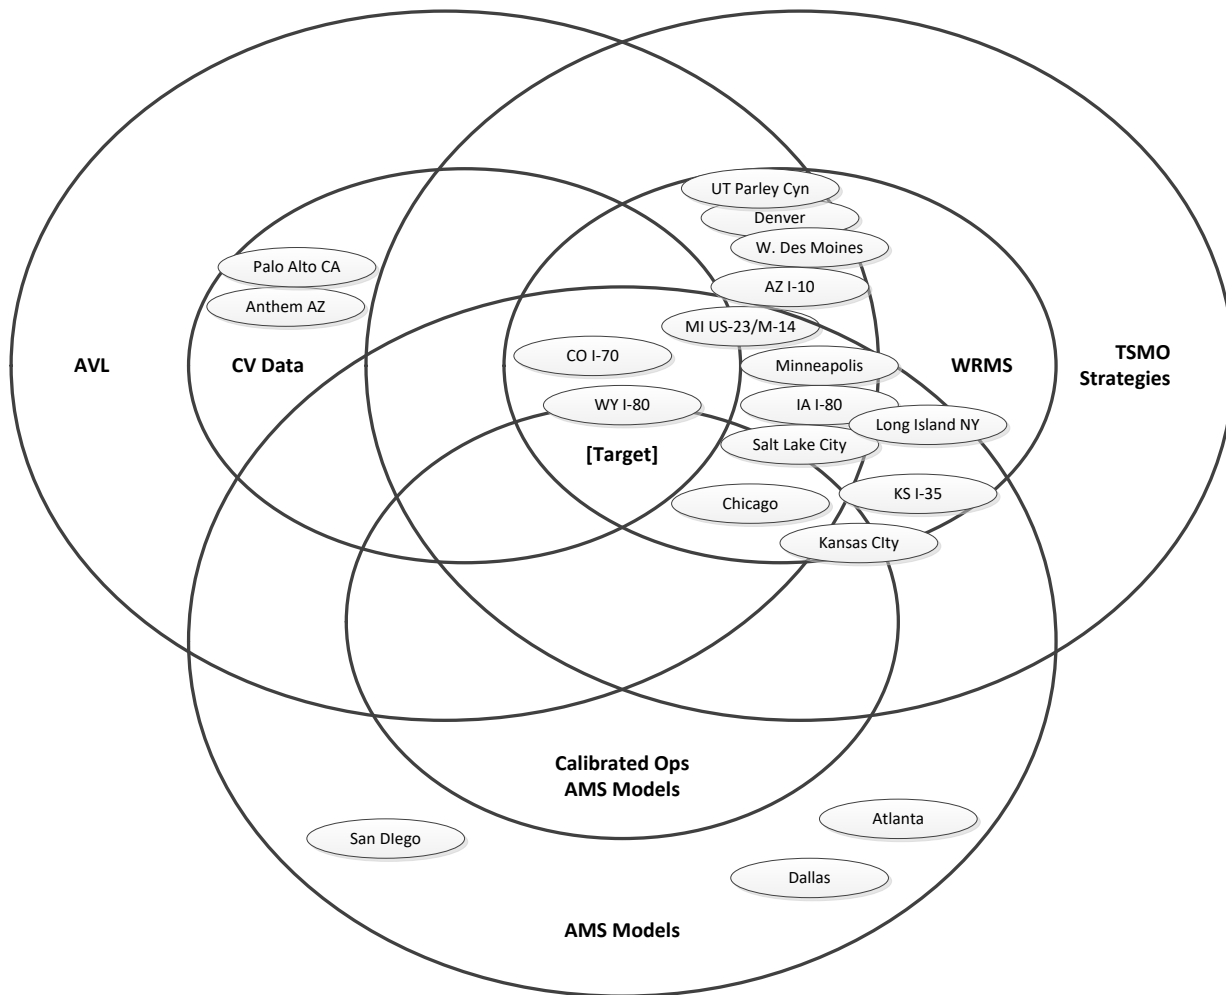 UT Parley Cyn
Denver
W. Des Moines
Palo Alto CA
AZ I-10
Anthem AZ
MI US-23/M-14
CO I-70
AVL
CV Data
Minneapolis
WRMS
TSMO
Strategies
WY I-80
IA I-80
Long Island NY
Salt Lake City
[Target]
KS I-35
Chicago
Kansas CIty
Calibrated Ops
AMS Models
Atlanta
San DIego
Dallas
AMS Models